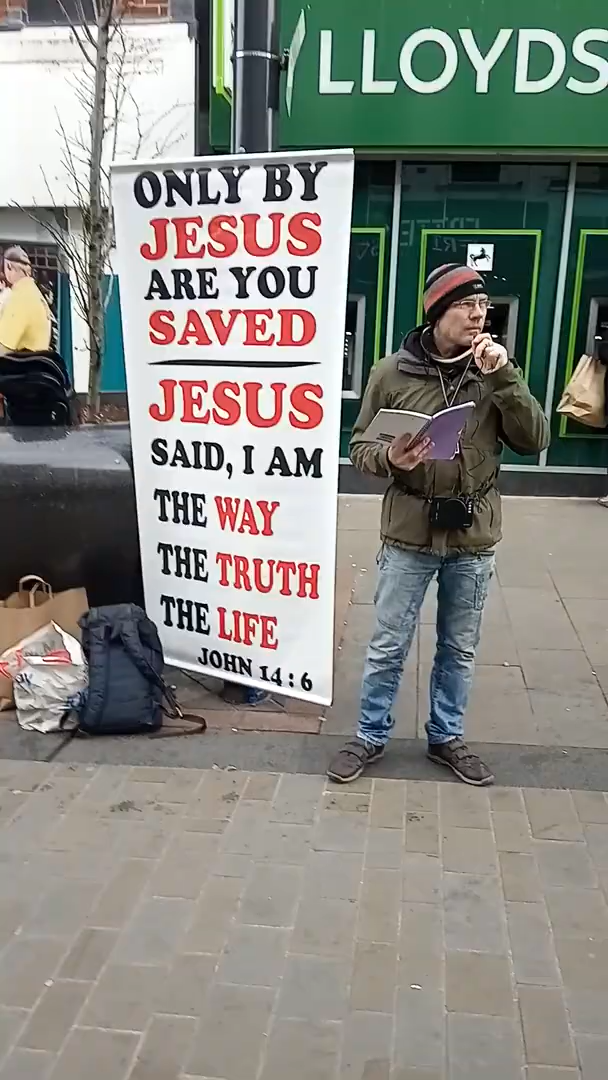 LLOYDS
ONLY BY
JESUS
ARE YOU
SAVED
JESUS
SAID, I AM
THE WAY
THE TRUTH
THE LIFE
JOHN 14:6